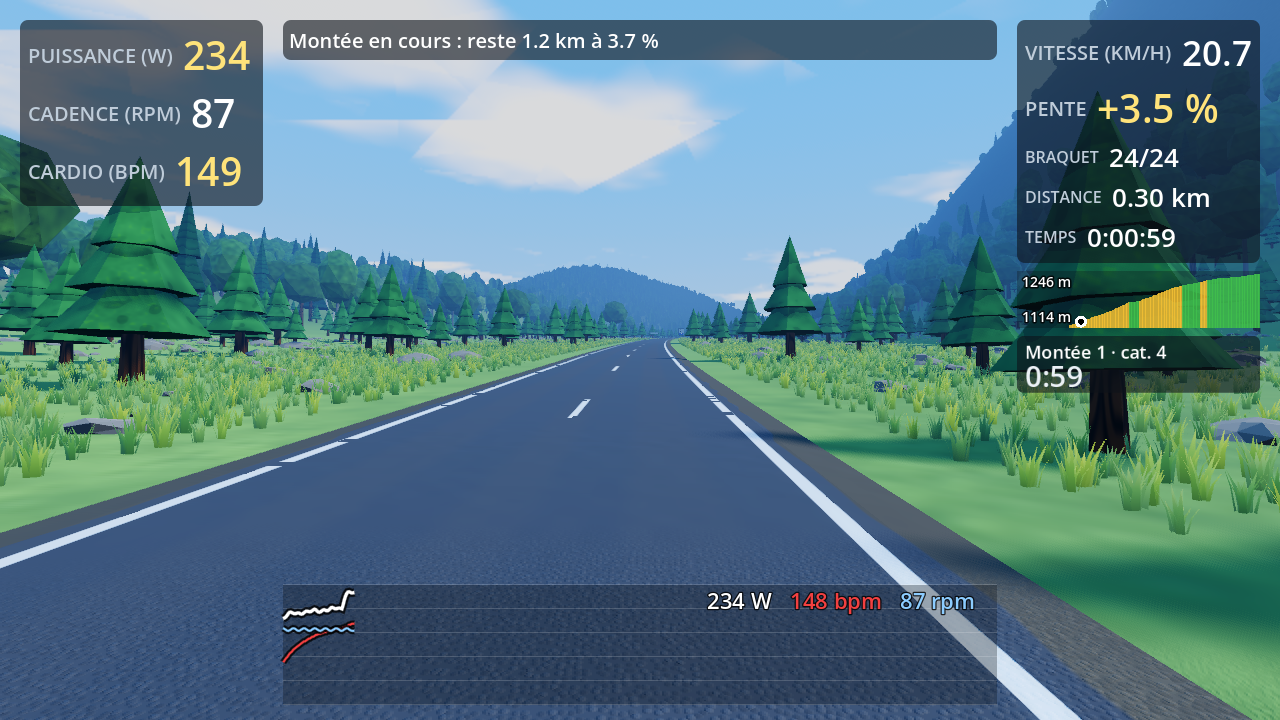 PUISSANCE (W) 234
CADENCE (RPM) 87
CARDIO (BPM) 149
Montée en cours : reste 1.2 km à 3.7 %
VITESSE (KM/H) 20.7
PENTE +3.5 %
BRAQUET 24/24
DISTANCE 0.30 km
TEMPS 0:00:59
1246 m
1114 m
Montée 1 · cat. 4
0:59
234 W 148 bpm 87 rpm